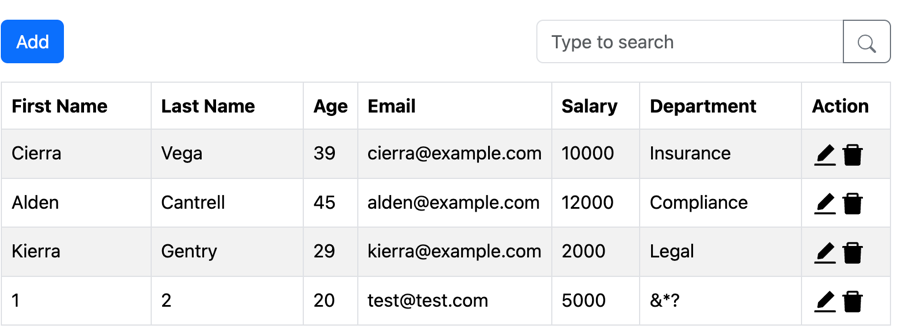 Add Type to search
First Name Last Name Age Email Salary Department Action
Cierra Vega 39 cierra@example.com 10000 Insurance
Alden Cantrell 45 alden@example.com 12000 Compliance
Kierra Gentry 29 kierra@example.com 2000 Legal
1 2 20 test@test.com 5000 &*?